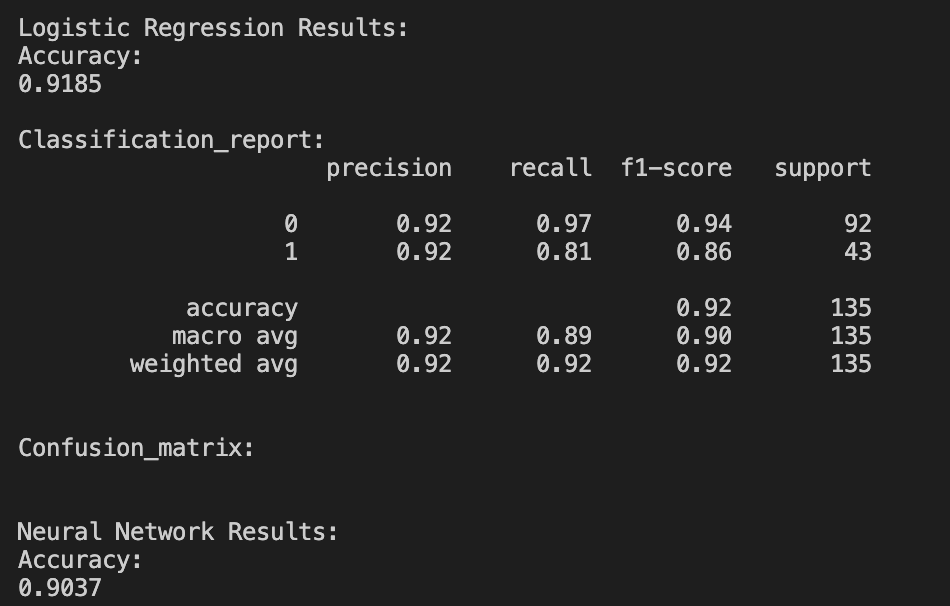 Logistic Regression Results:
Accuracy:
0.9185
Classification_report:
precision recall f1-score support
0 0.92 0.97 0.94 92
1 0.92 0.81 0.86 43
accuracy 0.92 135
macro avg 0.92 0.89 0.90 135
weighted avg 0.92 0.92 0.92 135
Confusion_matrix:
Neural Network Results:
Accuracy:
0.9037